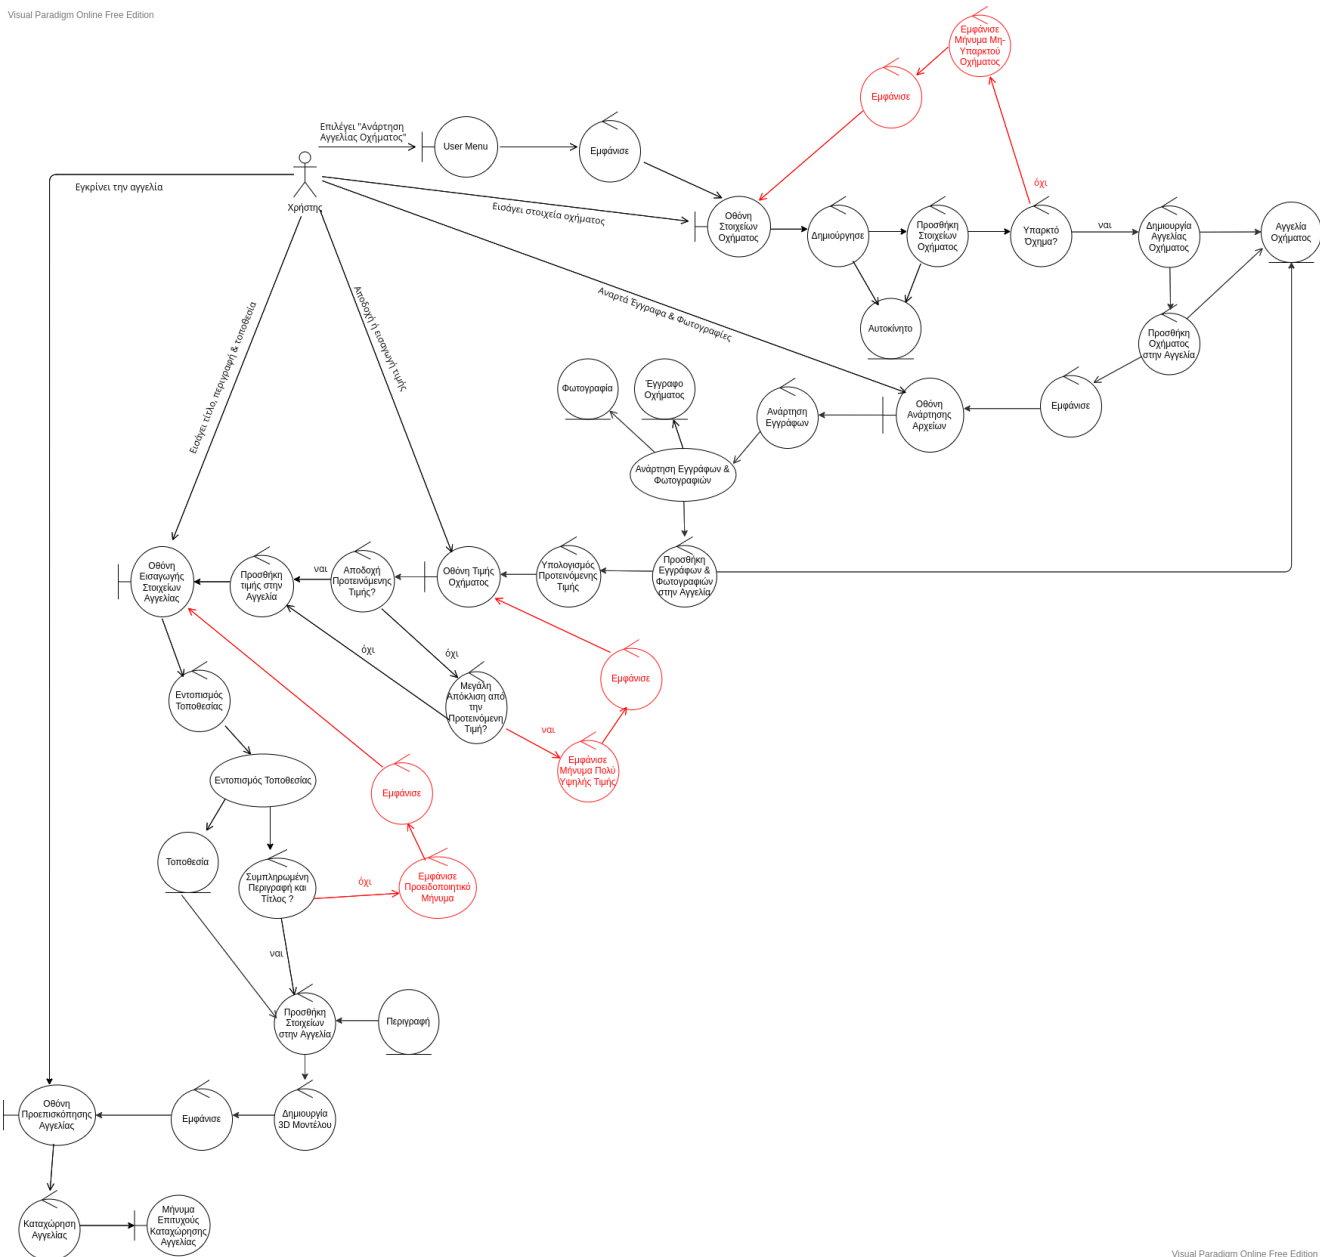 Visual Paradigm Online Free Edition
Εμφάνισε
Μήνυμα Μη-
Υπαρκτού
Οχήματος
Εμφάνισε
Επιλέγει "Ανάρτηση
Αγγελίας Οχήματος"
User Menu
Εμφάνισε
Εγκρίνει την αγγελία
Χρήστης
όχι
Εισάγει στοιχεία οχήματος
Οθόνη
Στοιχείων
Οχήματος
Δημιούργησε
Προσθήκη
Στοιχείων
Οχήματος
Υπαρκτό
Όχημα?
ναι
Δημιουργία
Αγγελίας
Οχήματος
Αγγελία
Οχήματος
Εισάγει τίτλο, περιγραφή & τοποθεσία
Αποδοχή ή εισαγωγή τιμής
Αναρτά Έγγραφα & Φωτογραφίες
Αυτοκίνητο
Προσθήκη
Οχήματος
στην Αγγελία
Φωτογραφία
Έγγραφο
Οχήματος
Ανάρτηση
Εγγράφων
Οθόνη
Ανάρτησης
Αρχείων
Εμφάνισε
Ανάρτηση Εγγράφων &
Φωτογραφιών
Οθόνη
Εισαγωγής
Στοιχείων
Αγγελίας
Προσθήκη
τιμής στην
Αγγελία
ναι
Αποδοχή
Προτεινόμενης
Τιμής?
Οθόνη Τιμής
Οχήματος
Υπολογισμός
Προτεινόμενης
Τιμής
Προσθήκη
Εγγράφων &
Φωτογραφιών
στην Αγγελία
όχι
όχι
Εμφάνισε
Εντοπισμός
Τοποθεσίας
Μεγάλη
Απόκλιση από
την
Προτεινόμενη
Τιμή?
ναι
Εμφάνισε
Μήνυμα Πολύ
Υψηλής Τιμής
Εντοπισμός Τοποθεσίας
Εμφάνισε
Τοποθεσία
Συμπληρωμένη
Περιγραφή και
Τίτλος ?
όχι
Εμφάνισε
Προειδοποιητικό
Μήνυμα
ναι
Προσθήκη
Στοιχείων
στην Αγγελία
Περιγραφή
Οθόνη
Προεπισκόπησης
Αγγελίας
Εμφάνισε
Δημιουργία
3D Μοντέλου
Καταχώρηση
Αγγελίας
Μήνυμα
Επιτυχούς
Καταχώρησης
Αγγελίας
Visual Paradigm Online Free Edition